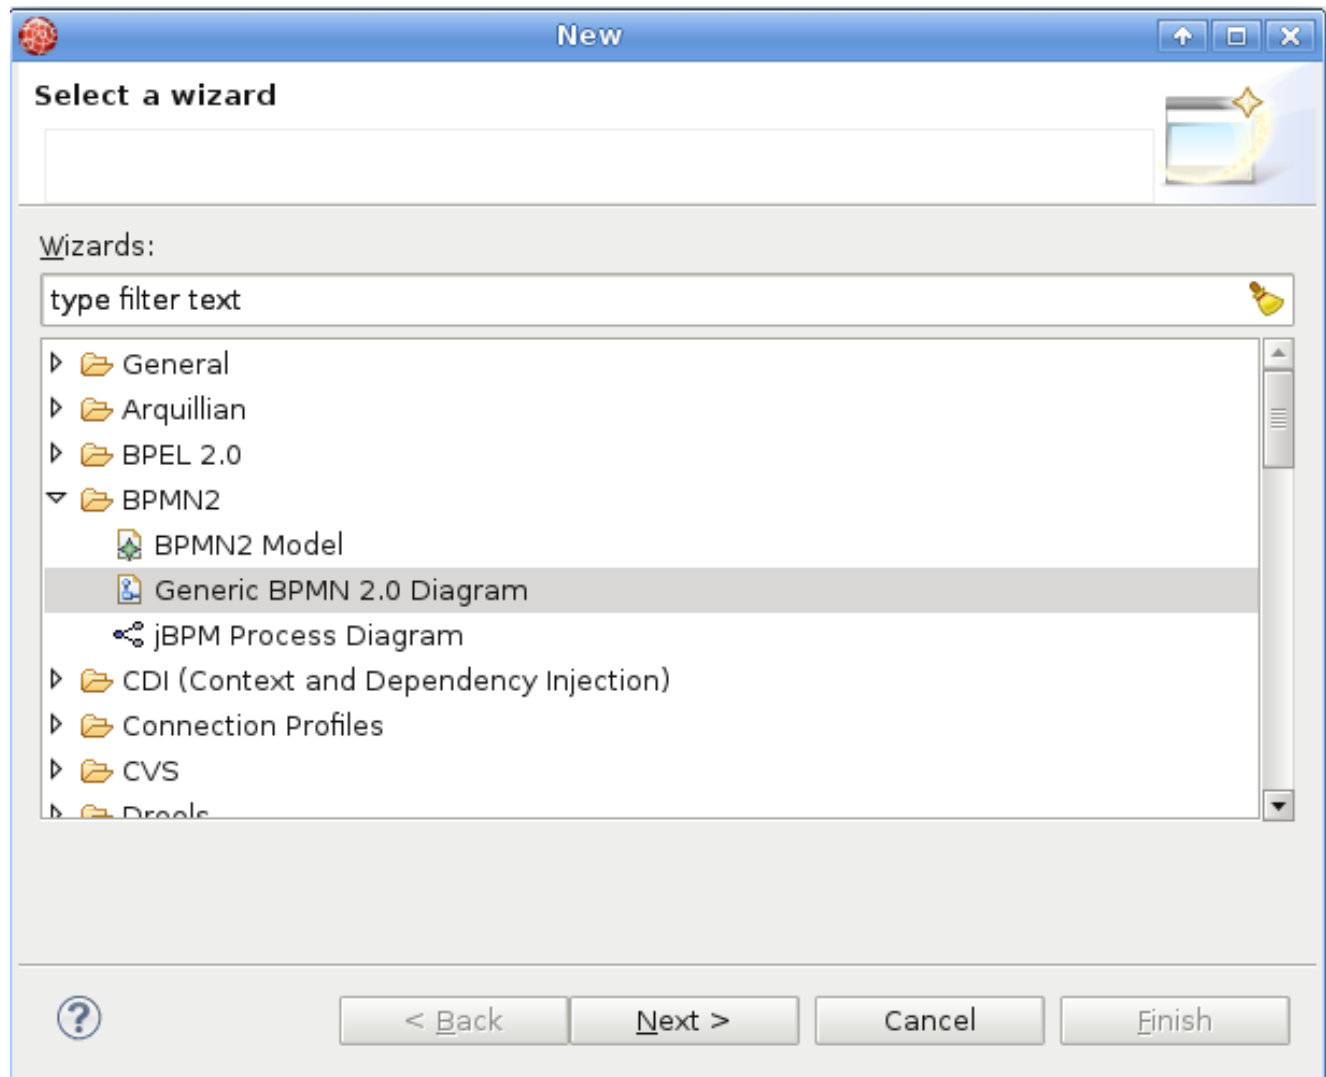 New
Select a wizard
Wizards:
type filter text
General
Arquillian
BPEL 2.0
BPMN2
BPMN2 Model
Generic BPMN 2.0 Diagram
jBPM Process Diagram
CDI (Context and Dependency Injection)
Connection Profiles
CVS
Drools
< Back Next > Cancel Finish